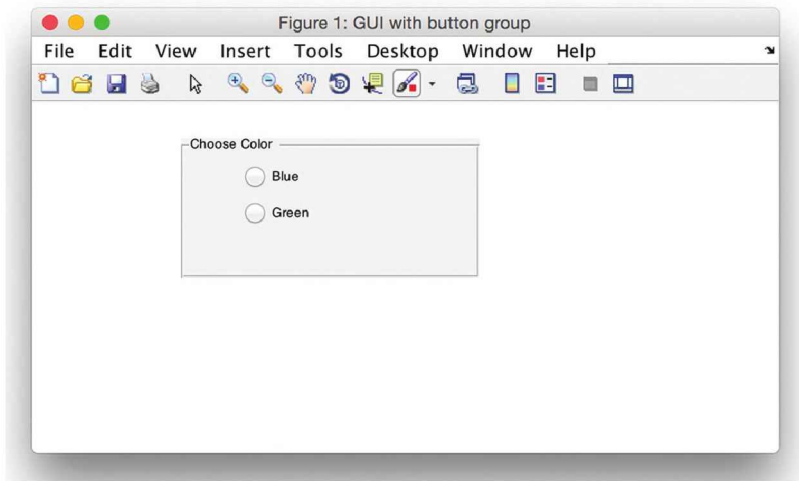 Figure 1: GUI with button group
File Edit View Insert Tools Desktop Window Help
Choose Color
Blue
Green